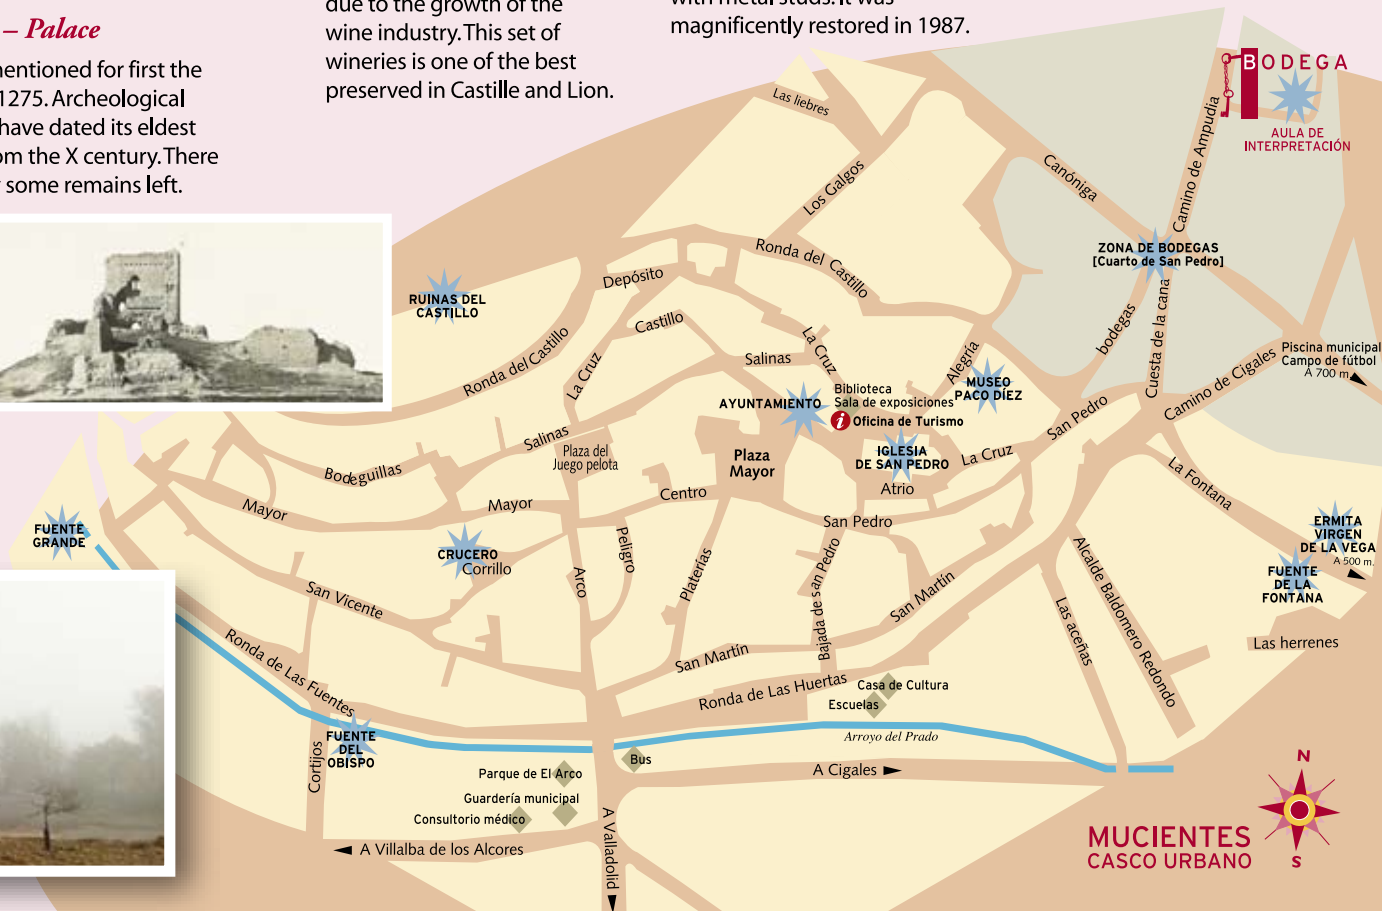 – Palace
mentioned for first the
1275. Archeological
have dated its eldest
om the X century. There
some remains left.
due to the growth of the
wine industry. This set of
wineries is one of the best
preserved in Castille and Lion.
with metal studs. It was
magnificently restored in 1987.
BODEGA
AULA DE
INTERPRETACIÓN
Las liebres
Los Galgos
Canóniga
Camino de Ampudia
ZONA DE BODEGAS
[Cuarto de San Pedro]
Ronda del Castillo
Depósito
RUINAS DEL
CASTILLO
Castillo
La Cruz
Salinas
Ronda del Castillo
La Cruz
Alegría
bodegas
Cuesta de la cana
Camino de Cigales
Piscina municipal
Campo de fútbol
A 700 m.
MUSEO
PACO DÍEZ
Biblioteca
Sala de exposiciones
AYUNTAMIENTO
i Oficina de Turismo
San Pedro
Salinas
Plaza del
Juego pelota
Plaza
Mayor
IGLESIA
DE SAN PEDRO
La Cruz
Bodeguillas
Atrio
La Fontana
Mayor
Mayor
Centro
San Pedro
FUENTE
GRANDE
CRUCERO
Corrillo
Peligro
Arco
Platerías
Bajada de san Pedro
San Martín
Alcalde Baldomero Redondo
Las aceñas
ERMITA
VIRGEN
DE LA VEGA
A 500 m.
FUENTE
DE LA
FONTANA
Las herrenes
San Vicente
Ronda de Las Fuentes
San Martín
Ronda de Las Huertas
Casa de Cultura
Escuelas
FUENTE
DEL
OBISPO
Cortijos
Arroyo del Prado
Bus
A Cigales
Parque de El Arco
Guardería municipal
Consultorio médico
A Villalba de los Alcores
A Valladolid
N
S
MUCIENTES
CASCO URBANO